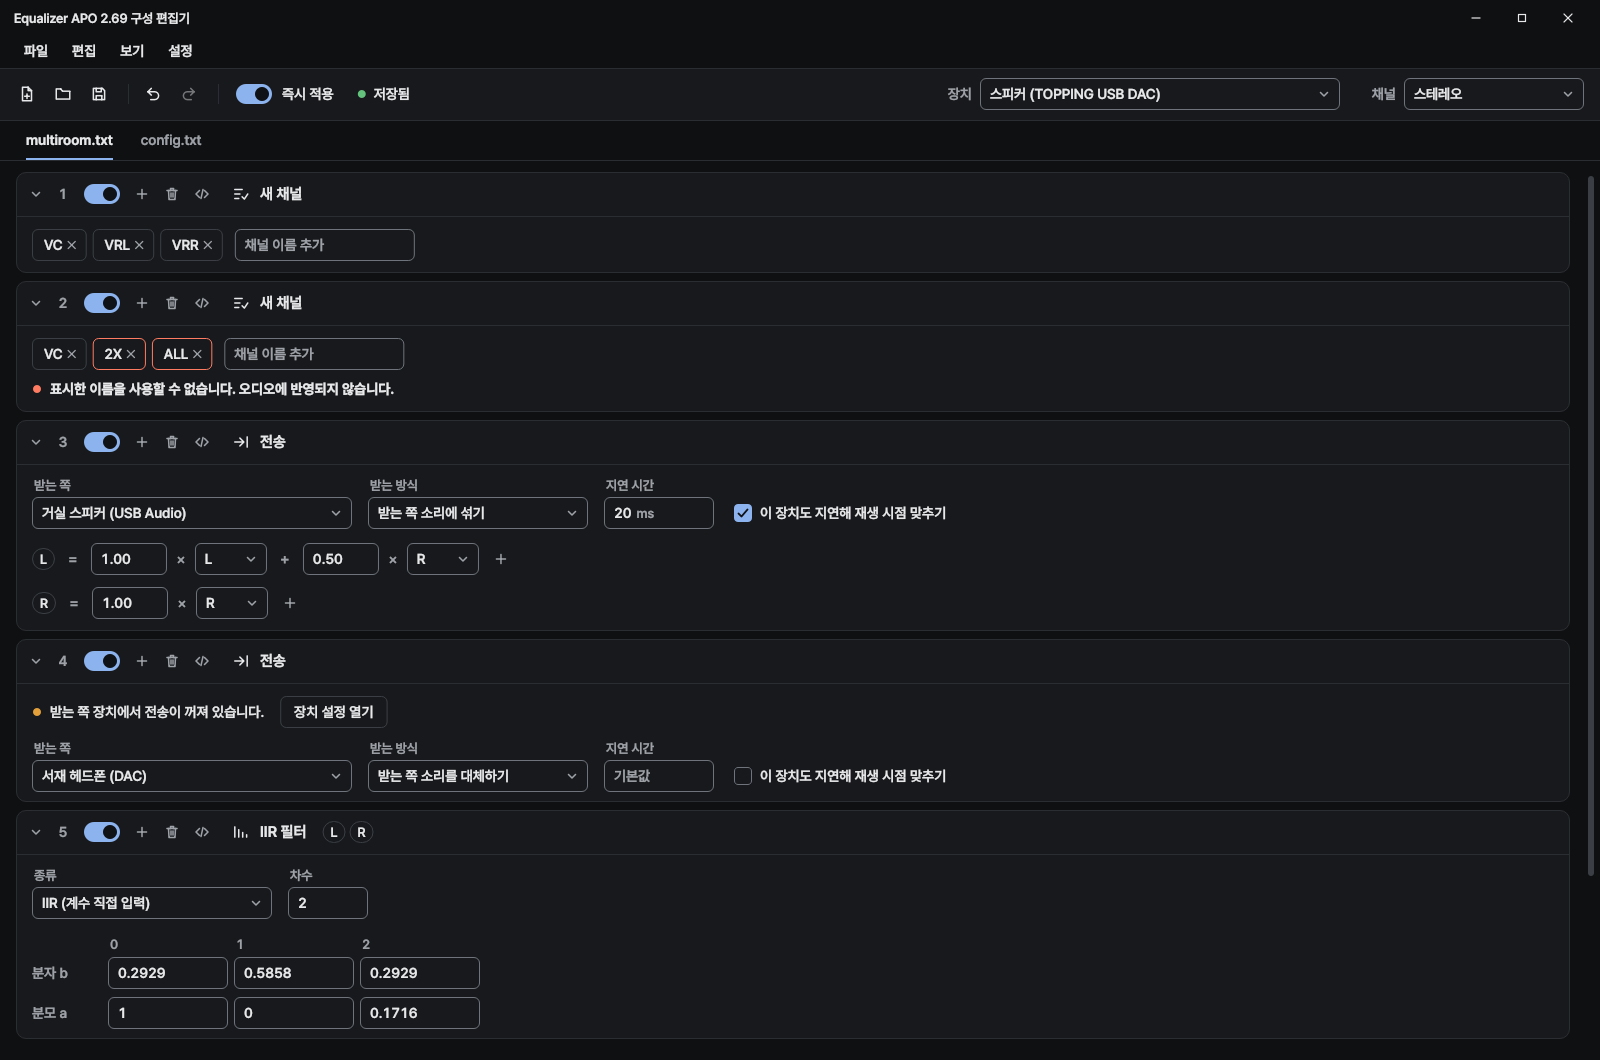 Equalizer APO 2.69 구성 편집기
파일 편집 보기 설정
즉시 적용 저장됨 장치 스피커 (TOPPING USB DAC) 채널 스테레오
multiroom.txt config.txt
1 새 채널
VC VRL VRR 채널 이름 추가
2 새 채널
VC 2X ALL 채널 이름 추가
표시한 이름을 사용할 수 없습니다. 오디오에 반영되지 않습니다.
3 전송
받는 쪽 받는 방식 지연 시간
거실 스피커 (USB Audio) 받는 쪽 소리에 섞기 20 ms 이 장치도 지연해 재생 시점 맞추기
L = 1.00 × L + 0.50 × R +
R = 1.00 × R +
4 전송
받는 쪽 장치에서 전송이 꺼져 있습니다. 장치 설정 열기
받는 쪽 받는 방식 지연 시간
서재 헤드폰 (DAC) 받는 쪽 소리를 대체하기 기본값 이 장치도 지연해 재생 시점 맞추기
5 IIR 필터 L R
종류 차수
IIR (계수 직접 입력) 2
0 1 2
분자 b 0.2929 0.5858 0.2929
분모 a 1 0 0.1716